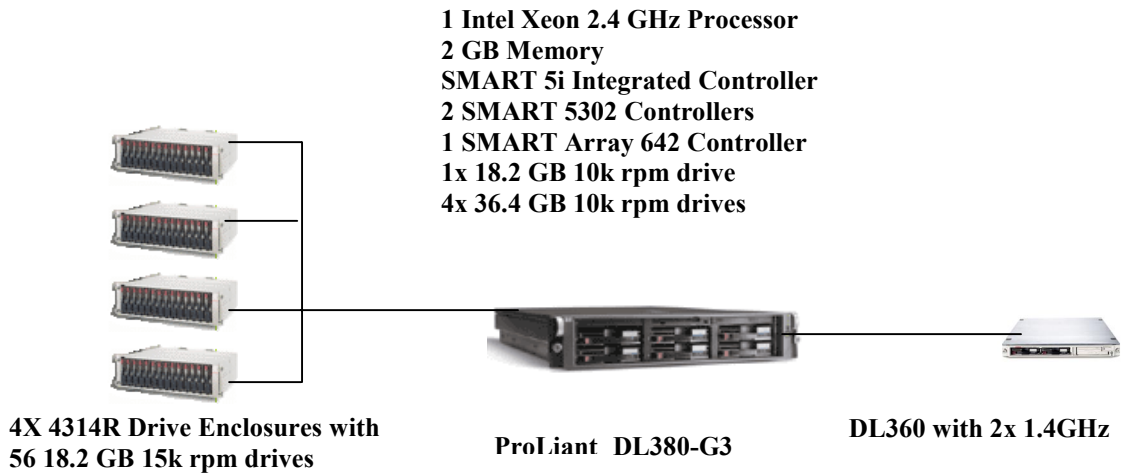 1 Intel Xeon 2.4 GHz Processor
2 GB Memory
SMART 5i Integrated Controller
2 SMART 5302 Controllers
1 SMART Array 642 Controller
1x 18.2 GB 10k rpm drive
4x 36.4 GB 10k rpm drives
4X 4314R Drive Enclosures with
56 18.2 GB 15k rpm drives
ProLiant DL380-G3
DL360 with 2x 1.4GHz